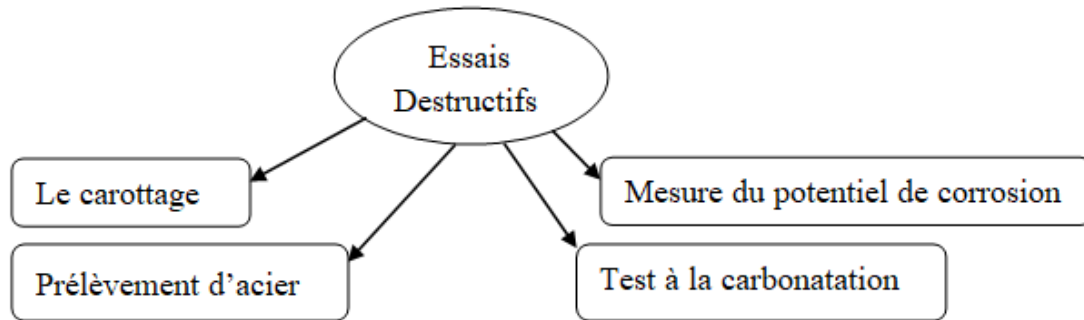 Essais
Destructifs
Le carottage
Mesure du potentiel de corrosion
Prélèvement d’acier
Test à la carbonatation